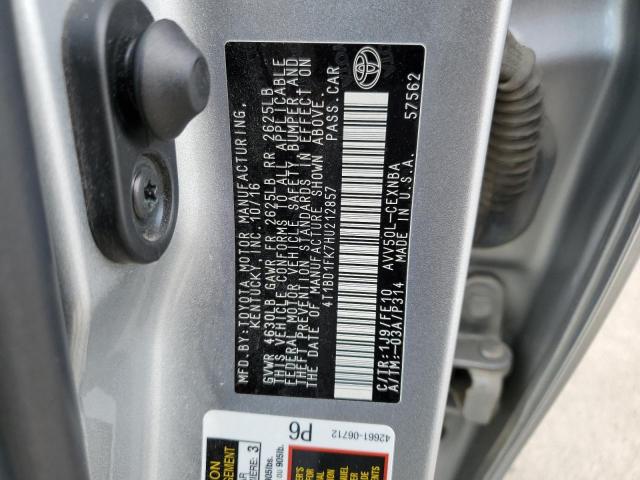 MFD.BY:TOYOTA MOTOR MANUFACTURING,
KENTUCKY, INC. 10/16
GVWR 4630LB GAWR FR 2625LB RR 2625LB
THIS VEHICLE CONFORMS TO ALL APPLICABLE
FEDERAL MOTOR VEHICLE SAFETY, BUMPER, AND
THEFT PREVENTION STANDARDS IN EFFECT ON
THE DATE OF MANUFACTURE SHOWN ABOVE.
4T1BD1FK7HU212857 PASS.CAR
C/TR:1J9/FE10 AVV50L-CEXNBA
A/TM:-03A/P314 MADE IN U.S.A.
57562
TOYOTA
P6
42661-06712
3